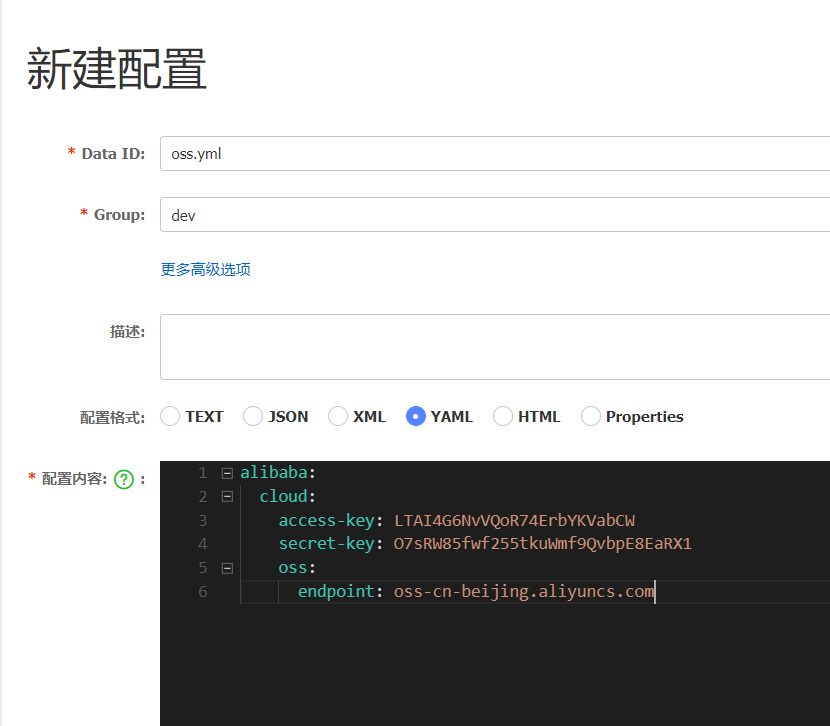 新建配置
* Data ID: oss.yml
* Group: dev
更多高级选项
描述:
配置格式: TEXT JSON XML YAML HTML Properties
* 配置内容: ? :
1 alibaba:
2 cloud:
3 access-key: LTAI4G6NvVQoR74ErbYKVabCW
4 secret-key: O7sRW85fwf255tkuWmf9QvbpE8EaRX1
5 oss:
6 endpoint: oss-cn-beijing.aliyuncs.com